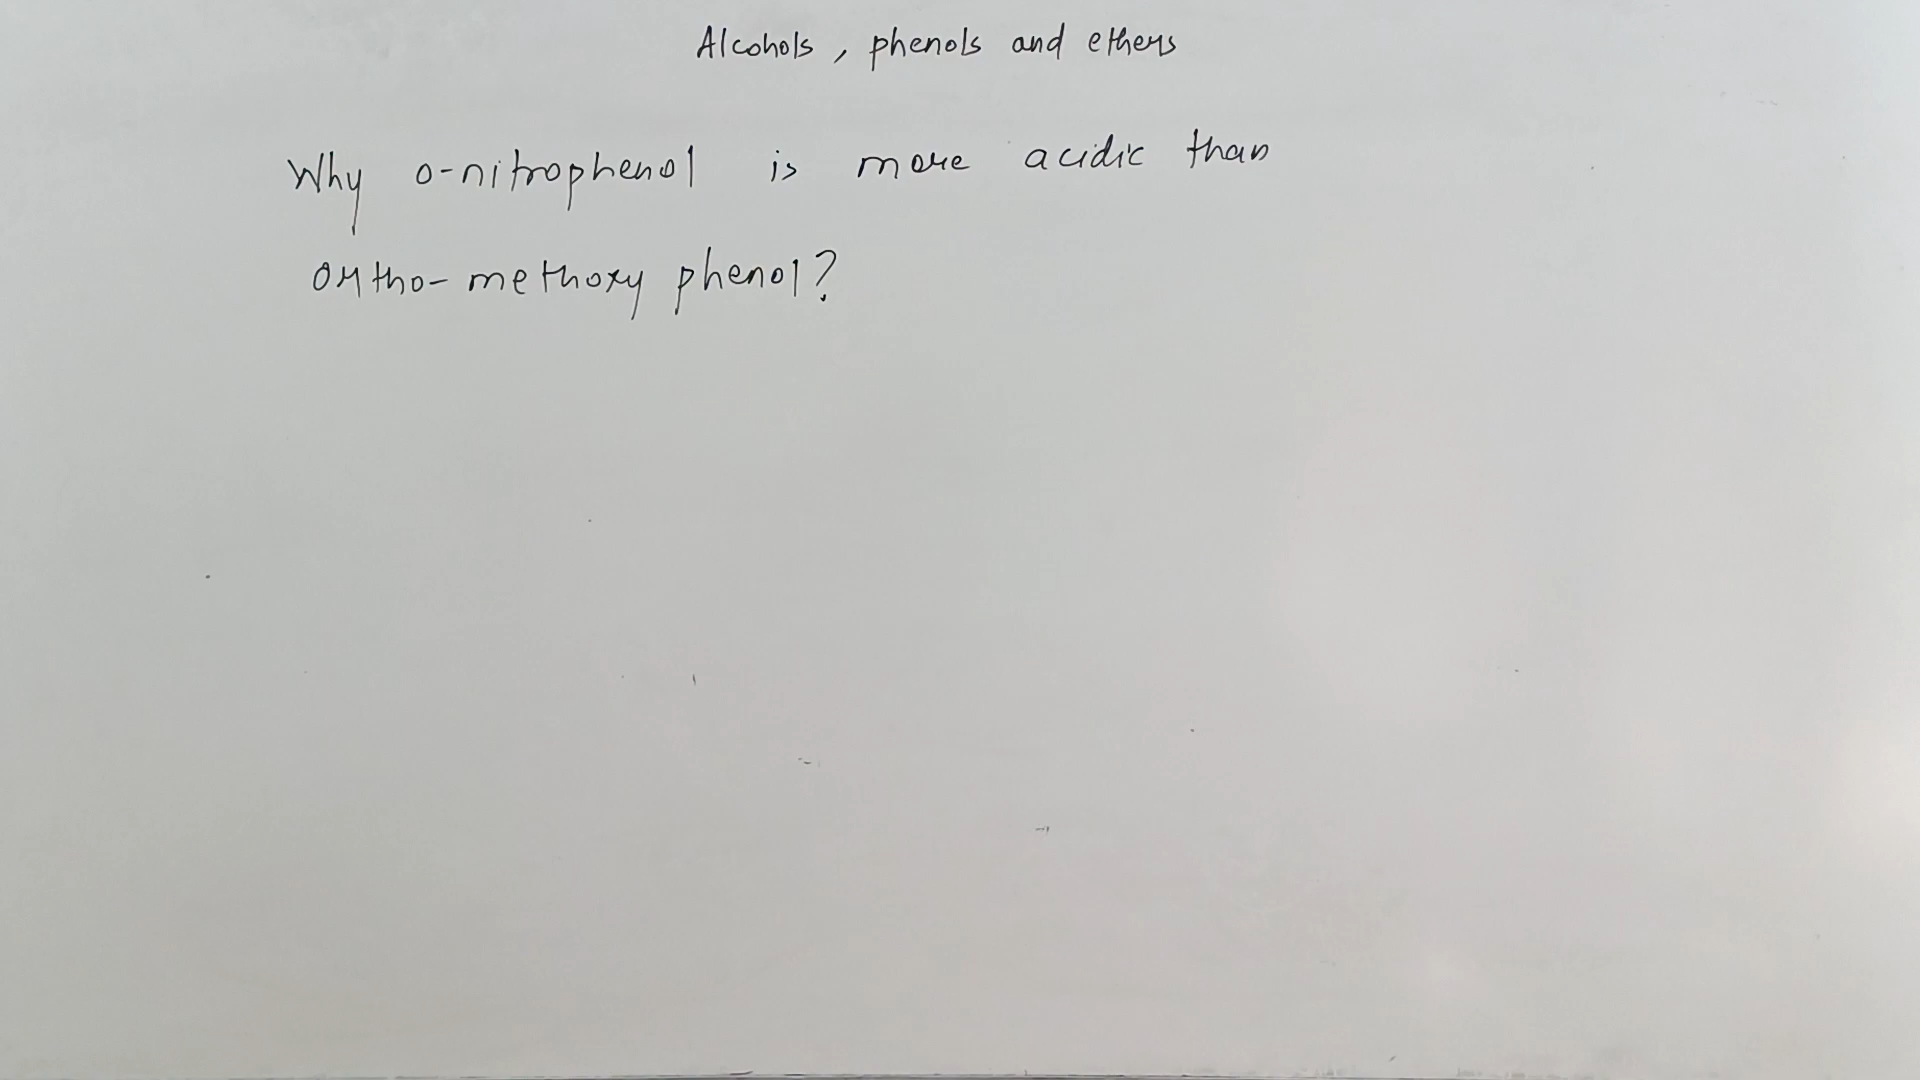 Alcohols, phenols and ethers
Why o-nitrophenol is more acidic than
ortho-methoxy phenol?